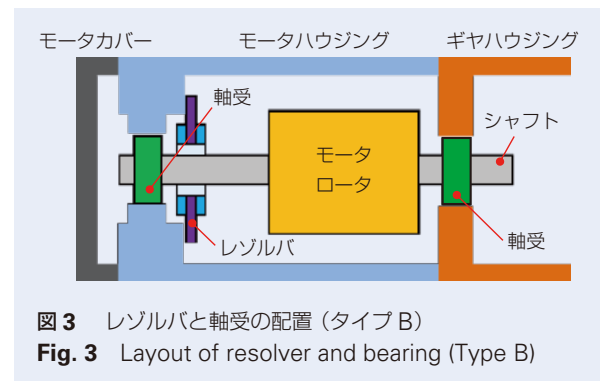 モータカバー モータハウジング ギヤハウジング
軸受
シャフト
モータ
ロータ
レゾルバ
軸受
図3 レゾルバと軸受の配置（タイプB）
Fig. 3 Layout of resolver and bearing (Type B)